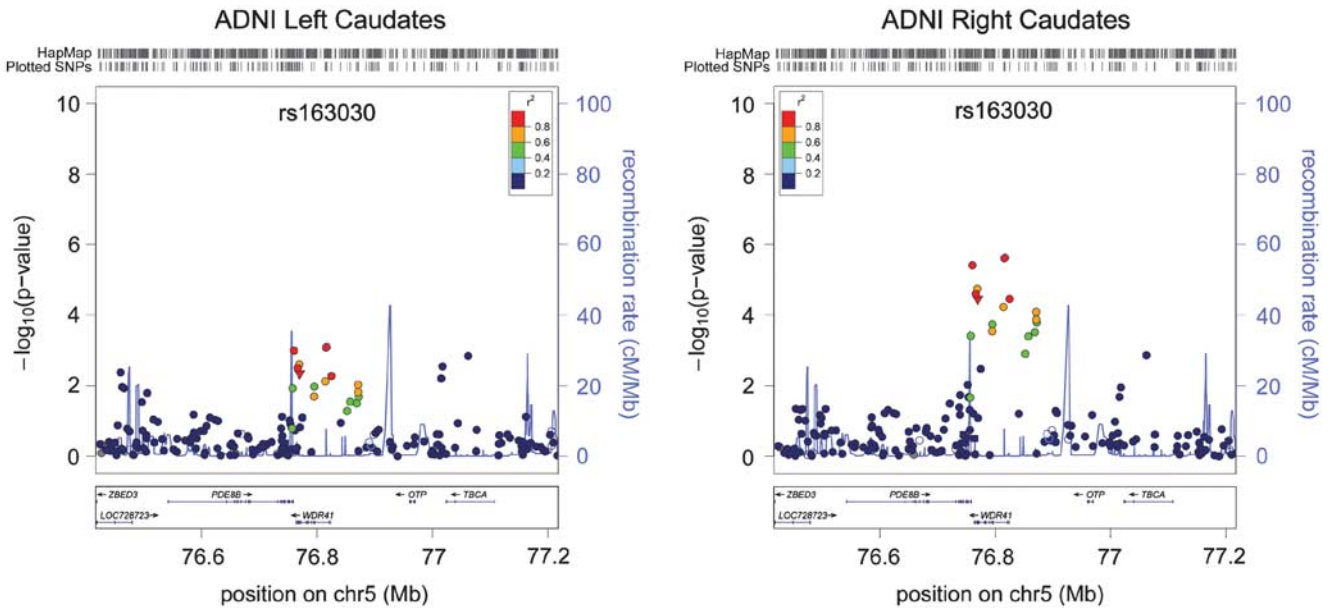 ADNI Left Caudates
HapMap
Plotted SNPs
10
8
6
4
2
0
−log10(p−value)
rs163030
r2
0.8
0.6
0.4
0.2
100
80
60
40
20
0
recombination rate (cM/Mb)
ZBED3
PDE8B
OTP
TBCA
LOC728723
WDR41
76.6
76.8
77
77.2
position on chr5 (Mb)
ADNI Right Caudates
HapMap
Plotted SNPs
10
8
6
4
2
0
−log10(p−value)
r2
0.8
0.6
0.4
0.2
rs163030
100
80
60
40
20
0
recombination rate (cM/Mb)
ZBED3
PDE8B
OTP
TBCA
LOC728723
WDR41
76.6
76.8
77
77.2
position on chr5 (Mb)